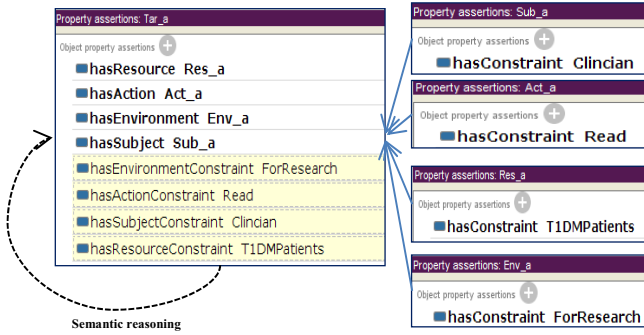 Property assertions: Tar_a
Object property assertions
hasResource Res_a
hasAction Act_a
hasEnvironment Env_a
hasSubject Sub_a
hasEnvironmentConstraint ForResearch
hasActionConstraint Read
hasSubjectConstraint Clincian
hasResourceConstraint T1DMPatients
Semantic reasoning
Property assertions: Sub_a
Object property assertions
hasConstraint Clincian
Property assertions: Act_a
Object property assertions
hasConstraint Read
Property assertions: Res_a
Object property assertions
hasConstraint T1DMPatients
Property assertions: Env_a
Object property assertions
hasConstraint ForResearch